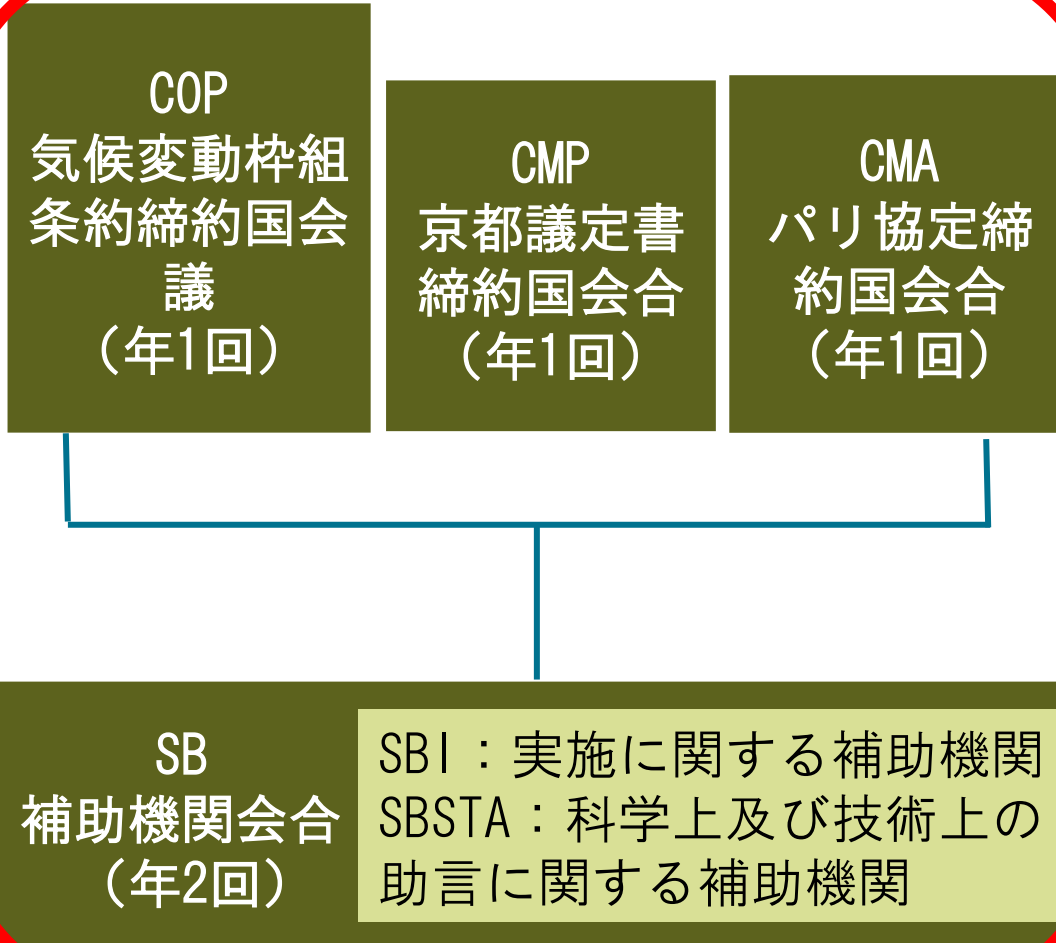 COP
気候変動枠組
条約締約国会
議
（年1回）
CMP
京都議定書
締約国会合
（年1回）
CMA
パリ協定締
約国会合
（年1回）
SB
補助機関会合
（年2回）
SBI：実施に関する補助機関
SBSTA：科学上及び技術上の
助言に関する補助機関